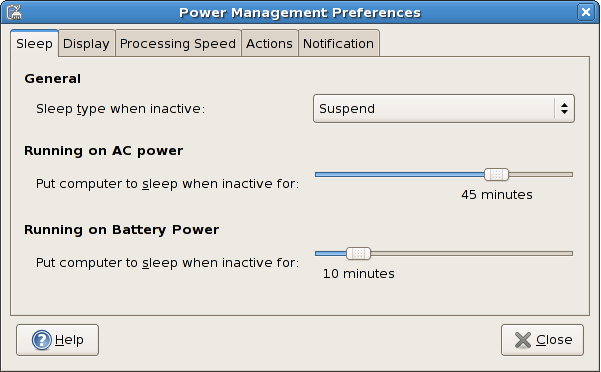 Power Management Preferences
Sleep Display Processing Speed Actions Notification
General
Sleep type when inactive: Suspend
Running on AC power
Put computer to sleep when inactive for:
45 minutes
Running on Battery Power
Put computer to sleep when inactive for:
10 minutes
Help Close